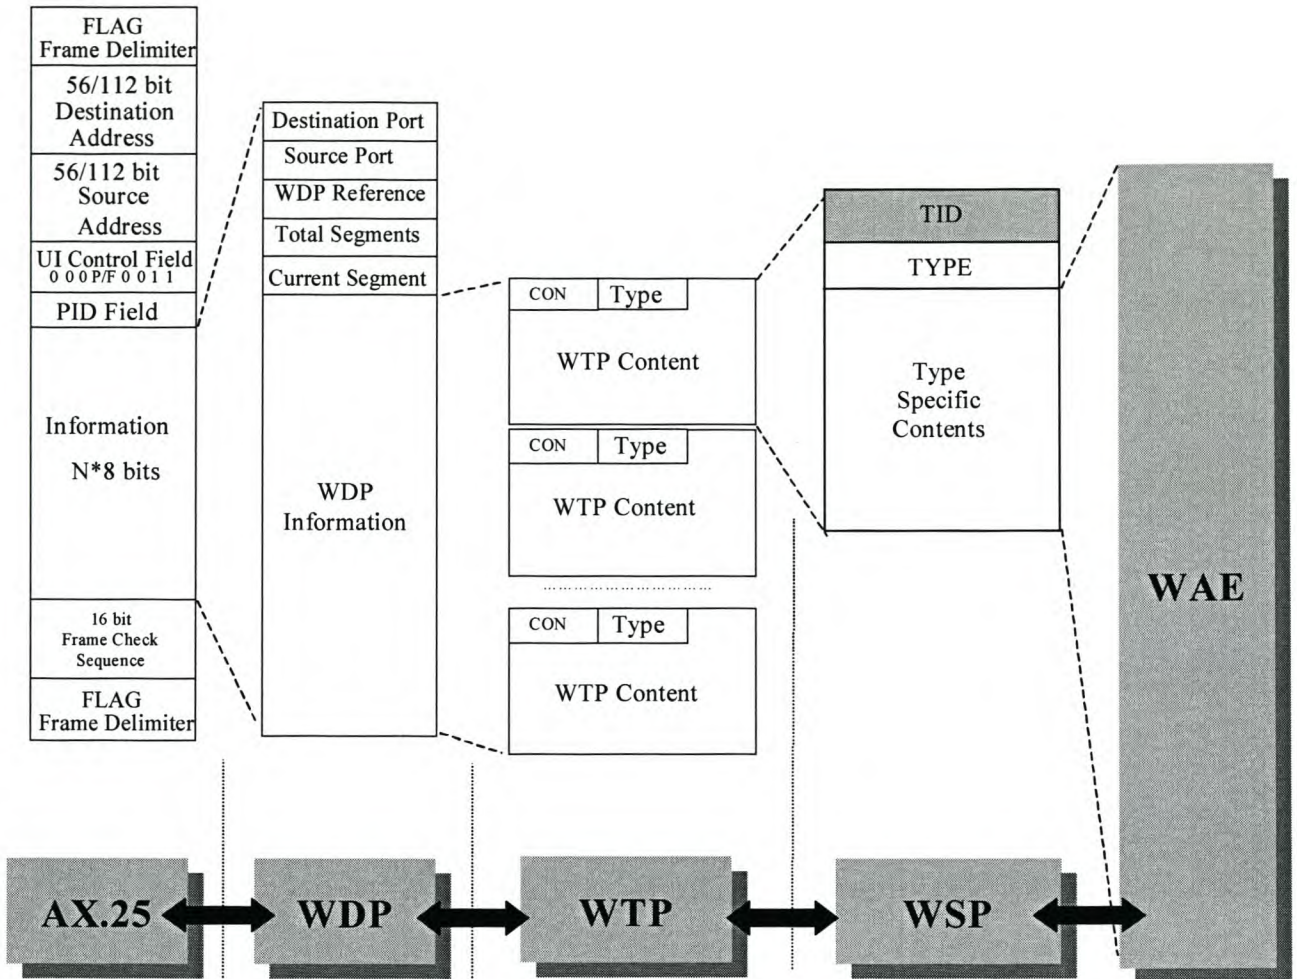 FLAG
Frame Delimiter
56/112 bit
Destination
Address
56/112 bit
Source
Address
UI Control Field
0 0 0 P/F 0 0 1 1
PID Field
Information
N*8 bits
16 bit
Frame Check
Sequence
FLAG
Frame Delimiter
Destination Port
Source Port
WDP Reference
Total Segments
Current Segment
WDP
Information
CON Type
WTP Content
CON Type
WTP Content
CON Type
WTP Content
TID
TYPE
Type
Specific
Contents
WAE
AX.25 WDP WTP WSP